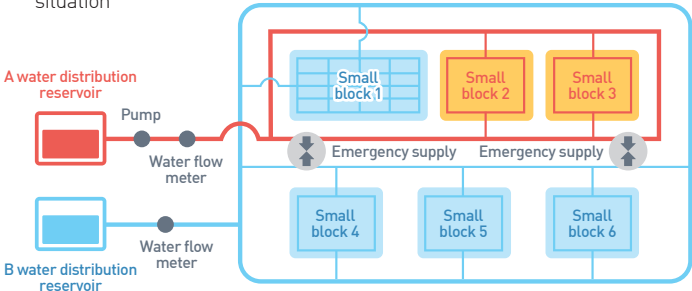 situation
A water distribution
reservoir
Pump
Water flow
meter
Small
block 1
Small
block 2
Small
block 3
Emergency supply
Emergency supply
Small
block 4
Small
block 5
Small
block 6
Water flow
meter
B water distribution
reservoir